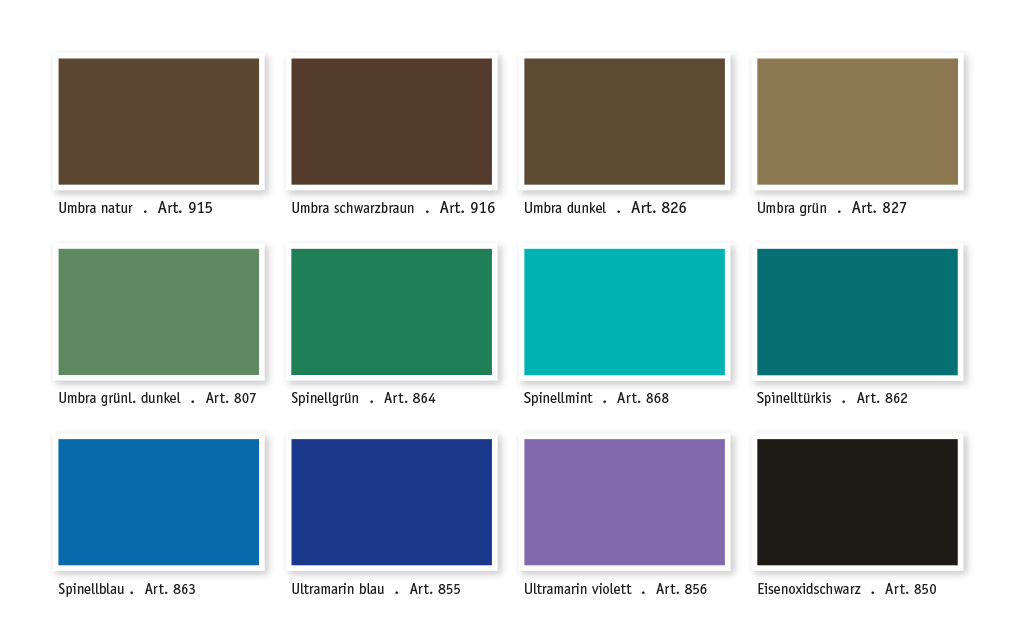 Umbra natur . Art. 915
Umbra schwarzbraun . Art. 916
Umbra dunkel . Art. 826
Umbra grün . Art. 827
Umbra grünl. dunkel . Art. 807
Spinellgrün . Art. 864
Spinellmint . Art. 868
Spinelltürkis . Art. 862
Spinellblau . Art. 863
Ultramarin blau . Art. 855
Ultramarin violett . Art. 856
Eisenoxidschwarz . Art. 850